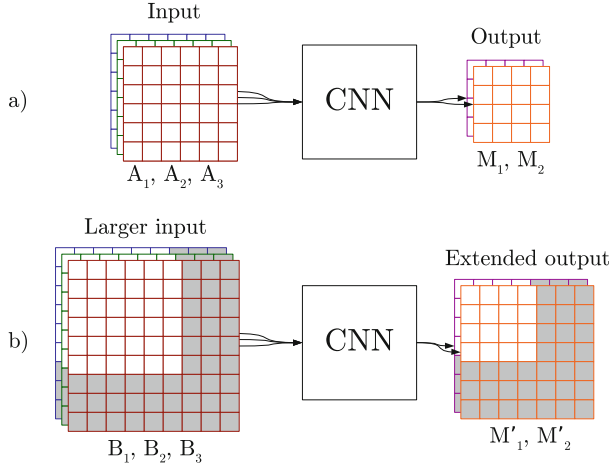 Input
Output
a)
CNN
A₁, A₂, A₃
M₁, M₂
Larger input
Extended output
b)
CNN
B₁, B₂, B₃
M′₁, M′₂